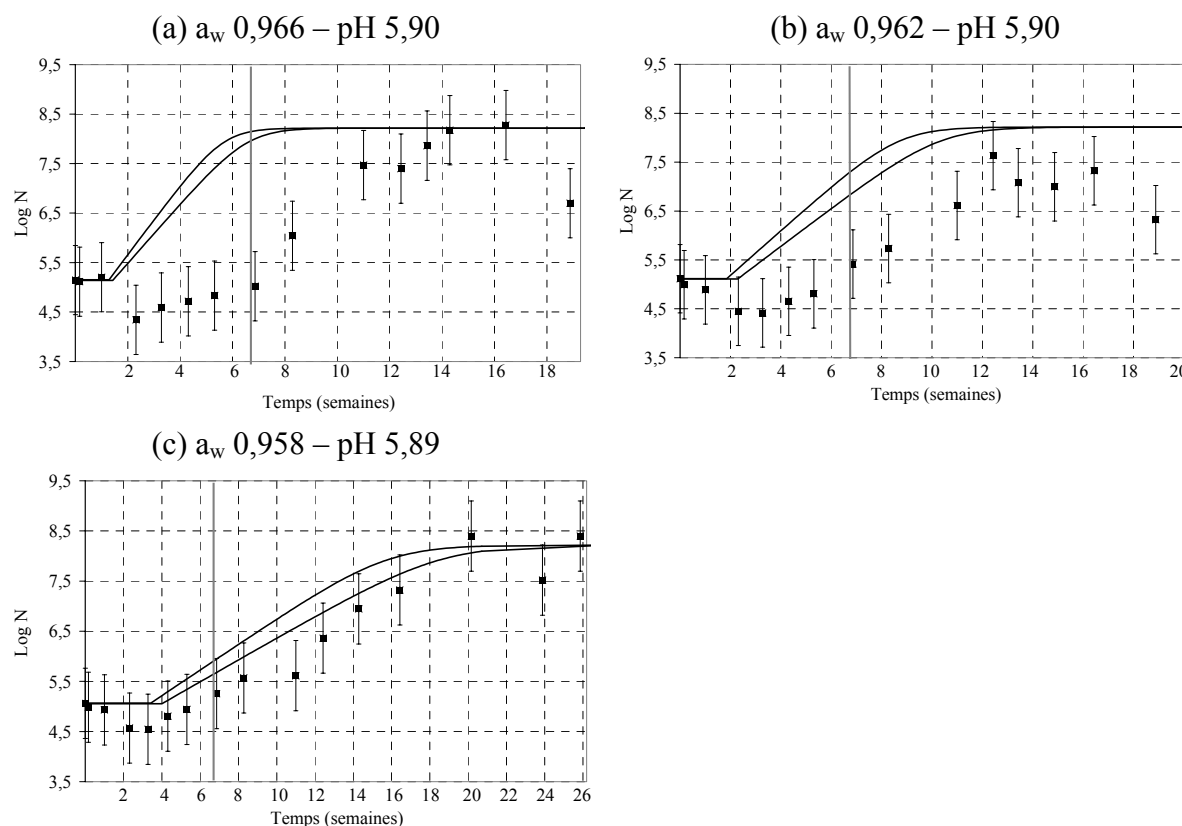 (a) aw 0,966 – pH 5,90
9,5
8,5
7,5
6,5
5,5
4,5
3,5
Log N
2 4 6 8 10 12 14 16 18
Temps (semaines)
(b) aw 0,962 – pH 5,90
9,5
8,5
7,5
6,5
5,5
4,5
3,5
Log N
2 4 6 8 10 12 14 16 18 20
Temps (semaines)
(c) aw 0,958 – pH 5,89
9,5
8,5
7,5
6,5
5,5
4,5
3,5
Log N
2 4 6 8 10 12 14 16 18 20 22 24 26
Temps (semaines)